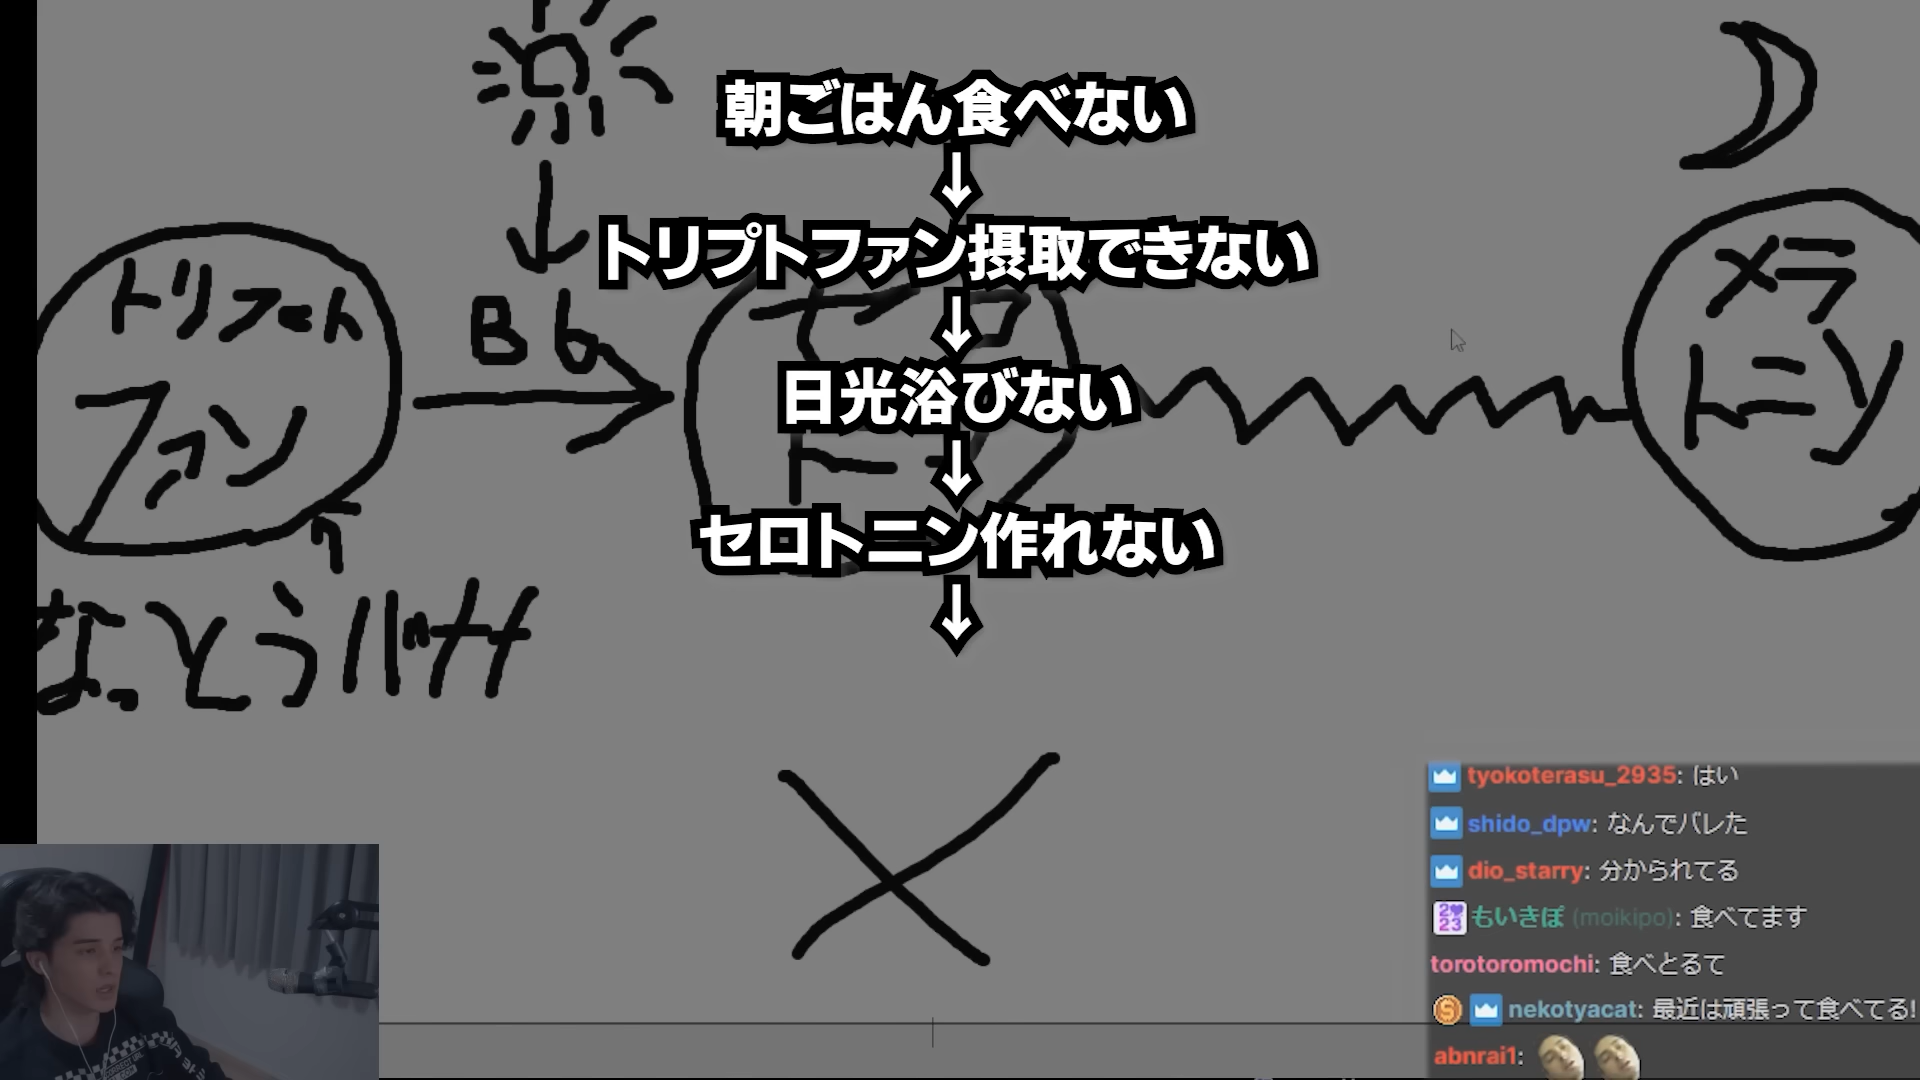 朝ごはん食べない
↓
トリプトファン摂取できない
↓
日光浴びない
↓
セロトニン作れない
↓
トリプト
ファン
B6
メラ
トニン
なっとうバナナ
tyokoterasu_2935: はい
shido_dpw: なんでバレた
dio_starry: 分かられてる
もいきぽ (moikipo): 食べてます
torotoromochi: 食べとるて
nekotyacat: 最近は頑張って食べてる!
abnrai1: